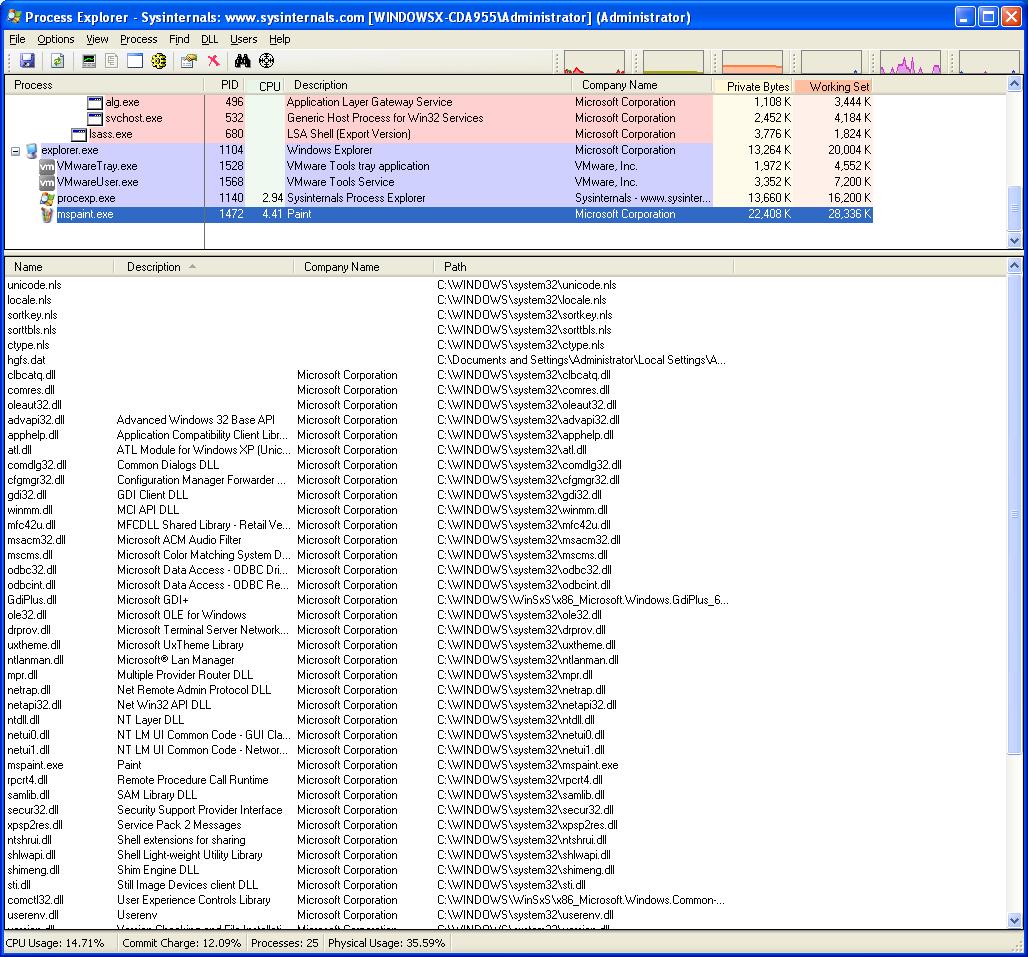 Process Explorer - Sysinternals: www.sysinternals.com [WINDOWSX-CDA955\Administrator] (Administrator)
File Options View Process Find DLL Users Help
Process PID CPU Description Company Name Private Bytes Working Set
alg.exe 496 Application Layer Gateway Service Microsoft Corporation 1,108 K 3,444 K
svchost.exe 532 Generic Host Process for Win32 Services Microsoft Corporation 2,452 K 4,184 K
lsass.exe 680 LSA Shell (Export Version) Microsoft Corporation 3,776 K 1,824 K
explorer.exe 1104 Windows Explorer Microsoft Corporation 13,264 K 20,004 K
vm VMwareTray.exe 1528 VMware Tools tray application VMware, Inc. 1,972 K 4,552 K
vm VMwareUser.exe 1568 VMware Tools Service VMware, Inc. 3,352 K 7,200 K
procexp.exe 1140 2.94 Sysinternals Process Explorer Sysinternals - www.sysinter... 13,660 K 16,200 K
mspaint.exe 1472 4.41 Paint Microsoft Corporation 22,408 K 28,336 K
Name Description Company Name Path
unicode.nls C:\WINDOWS\system32\unicode.nls
locale.nls C:\WINDOWS\system32\locale.nls
sortkey.nls C:\WINDOWS\system32\sortkey.nls
sorttbls.nls C:\WINDOWS\system32\sorttbls.nls
ctype.nls C:\WINDOWS\system32\ctype.nls
hgfs.dat C:\Documents and Settings\Administrator\Local Settings\A...
clbcatq.dll Microsoft Corporation C:\WINDOWS\system32\clbcatq.dll
comres.dll Microsoft Corporation C:\WINDOWS\system32\comres.dll
oleaut32.dll Microsoft Corporation C:\WINDOWS\system32\oleaut32.dll
advapi32.dll Advanced Windows 32 Base API Microsoft Corporation C:\WINDOWS\system32\advapi32.dll
apphelp.dll Application Compatibility Client Libr... Microsoft Corporation C:\WINDOWS\system32\apphelp.dll
atl.dll ATL Module for Windows XP (Unic... Microsoft Corporation C:\WINDOWS\system32\atl.dll
comdlg32.dll Common Dialogs DLL Microsoft Corporation C:\WINDOWS\system32\comdlg32.dll
cfgmgr32.dll Configuration Manager Forwarder ... Microsoft Corporation C:\WINDOWS\system32\cfgmgr32.dll
gdi32.dll GDI Client DLL Microsoft Corporation C:\WINDOWS\system32\gdi32.dll
winmm.dll MCI API DLL Microsoft Corporation C:\WINDOWS\system32\winmm.dll
mfc42u.dll MFCDLL Shared Library - Retail Ve... Microsoft Corporation C:\WINDOWS\system32\mfc42u.dll
msacm32.dll Microsoft ACM Audio Filter Microsoft Corporation C:\WINDOWS\system32\msacm32.dll
mscms.dll Microsoft Color Matching System D... Microsoft Corporation C:\WINDOWS\system32\mscms.dll
odbc32.dll Microsoft Data Access - ODBC Dri... Microsoft Corporation C:\WINDOWS\system32\odbc32.dll
odbcint.dll Microsoft Data Access - ODBC Re... Microsoft Corporation C:\WINDOWS\system32\odbcint.dll
GdiPlus.dll Microsoft GDI+ Microsoft Corporation C:\WINDOWS\WinSxS\x86_Microsoft.Windows.GdiPlus_6...
ole32.dll Microsoft OLE for Windows Microsoft Corporation C:\WINDOWS\system32\ole32.dll
drprov.dll Microsoft Terminal Server Network... Microsoft Corporation C:\WINDOWS\system32\drprov.dll
uxtheme.dll Microsoft UxTheme Library Microsoft Corporation C:\WINDOWS\system32\uxtheme.dll
ntlanman.dll Microsoft® Lan Manager Microsoft Corporation C:\WINDOWS\system32\ntlanman.dll
mpr.dll Multiple Provider Router DLL Microsoft Corporation C:\WINDOWS\system32\mpr.dll
netrap.dll Net Remote Admin Protocol DLL Microsoft Corporation C:\WINDOWS\system32\netrap.dll
netapi32.dll Net Win32 API DLL Microsoft Corporation C:\WINDOWS\system32\netapi32.dll
ntdll.dll NT Layer DLL Microsoft Corporation C:\WINDOWS\system32\ntdll.dll
netui0.dll NT LM UI Common Code - GUI Cla... Microsoft Corporation C:\WINDOWS\system32\netui0.dll
netui1.dll NT LM UI Common Code - Networ... Microsoft Corporation C:\WINDOWS\system32\netui1.dll
mspaint.exe Paint Microsoft Corporation C:\WINDOWS\system32\mspaint.exe
rpcrt4.dll Remote Procedure Call Runtime Microsoft Corporation C:\WINDOWS\system32\rpcrt4.dll
samlib.dll SAM Library DLL Microsoft Corporation C:\WINDOWS\system32\samlib.dll
secur32.dll Security Support Provider Interface Microsoft Corporation C:\WINDOWS\system32\secur32.dll
xpsp2res.dll Service Pack 2 Messages Microsoft Corporation C:\WINDOWS\system32\xpsp2res.dll
ntshrui.dll Shell extensions for sharing Microsoft Corporation C:\WINDOWS\system32\ntshrui.dll
shlwapi.dll Shell Light-weight Utility Library Microsoft Corporation C:\WINDOWS\system32\shlwapi.dll
shimeng.dll Shim Engine DLL Microsoft Corporation C:\WINDOWS\system32\shimeng.dll
sti.dll Still Image Devices client DLL Microsoft Corporation C:\WINDOWS\system32\sti.dll
comctl32.dll User Experience Controls Library Microsoft Corporation C:\WINDOWS\WinSxS\x86_Microsoft.Windows.Common-...
userenv.dll Userenv Microsoft Corporation C:\WINDOWS\system32\userenv.dll
CPU Usage: 14.71% Commit Charge: 12.09% Processes: 25 Physical Usage: 35.59%